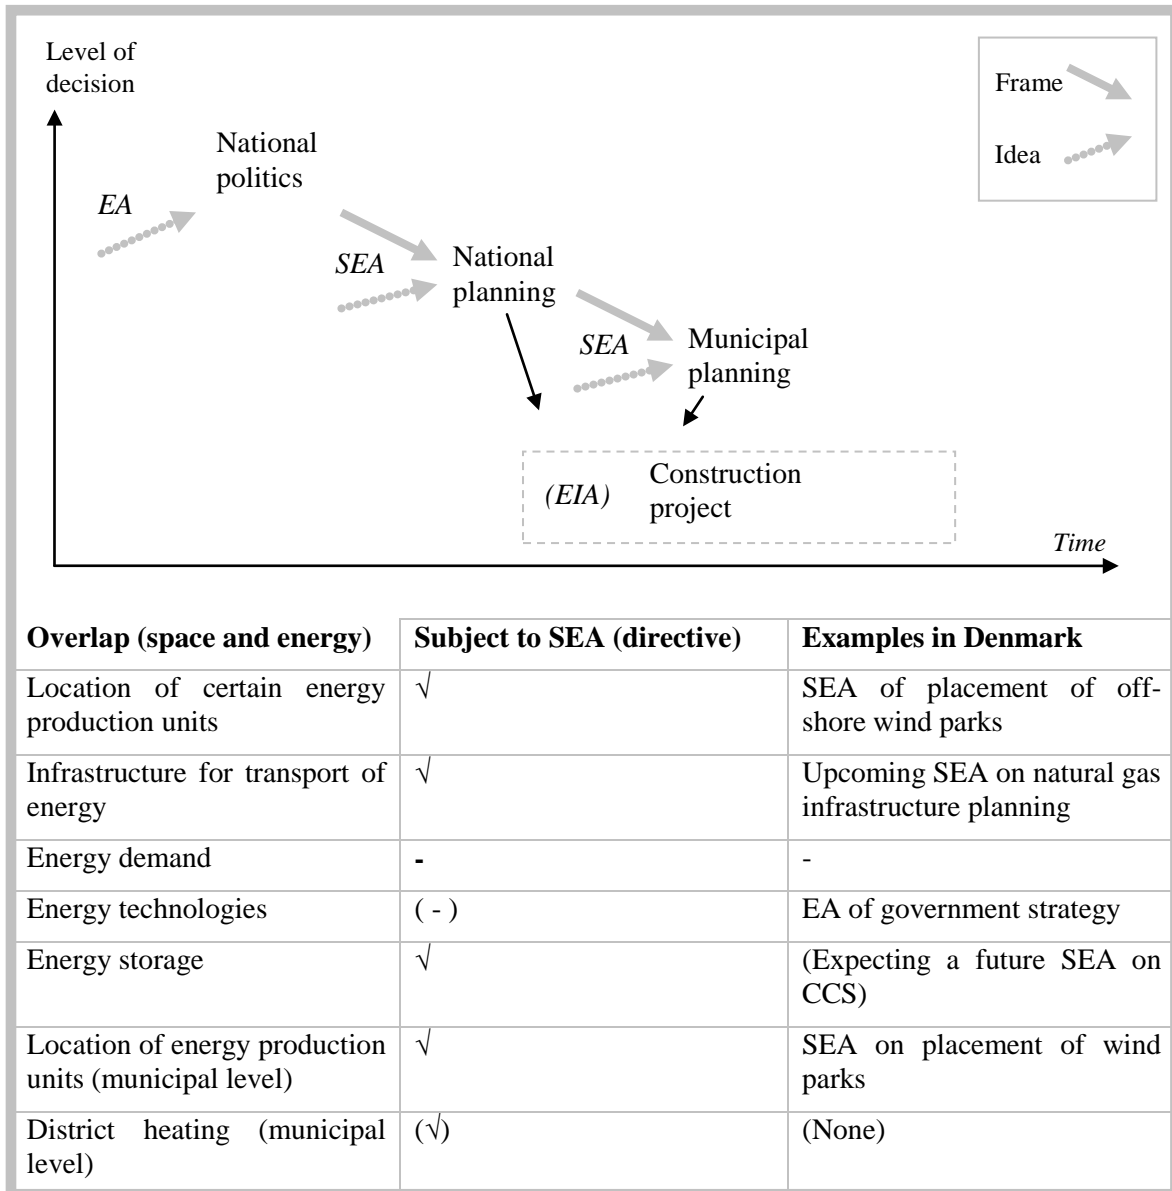 Level of
decision
Frame
Idea
National
politics
EA
SEA
National
planning
SEA
Municipal
planning
(EIA)
Construction
project
Time
Overlap (space and energy) Subject to SEA (directive) Examples in Denmark
Location of certain energy √ SEA of placement of off-
production units shore wind parks
Infrastructure for transport of √ Upcoming SEA on natural gas
energy infrastructure planning
Energy demand - -
Energy technologies ( - ) EA of government strategy
Energy storage √ (Expecting a future SEA on
CCS)
Location of energy production √ SEA on placement of wind
units (municipal level) parks
District heating (municipal (√) (None)
level)